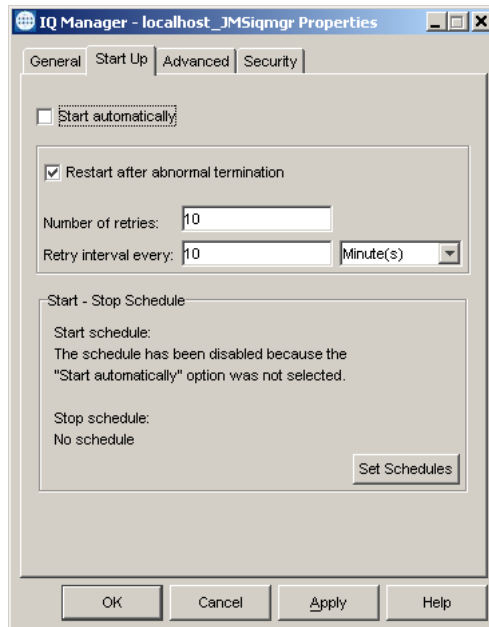 IQ Manager - localhost_JMSiqmgr Properties
General
Start Up
Advanced
Security
Start automatically
Restart after abnormal termination
Number of retries: 10
Retry interval every: 10 Minute(s)
Start - Stop Schedule
Start schedule:
The schedule has been disabled because the
"Start automatically" option was not selected.
Stop schedule:
No schedule
Set Schedules
OK
Cancel
Apply
Help